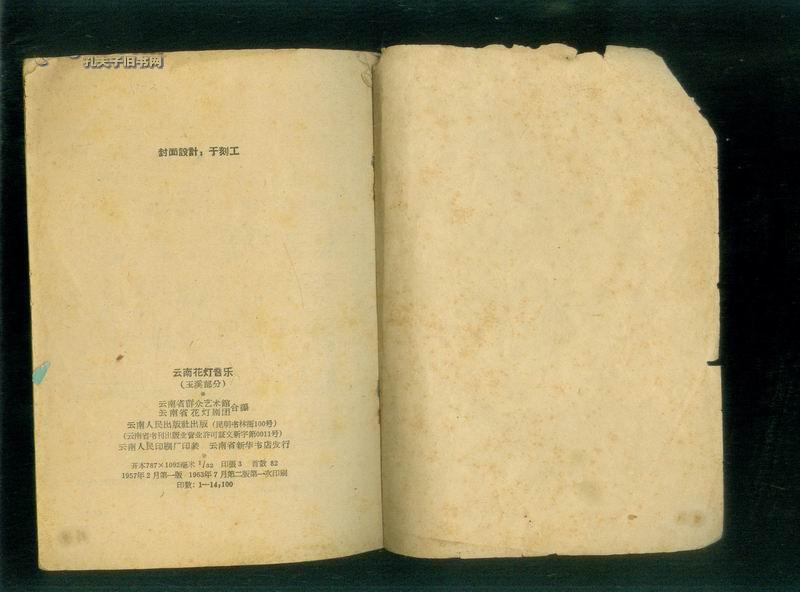 孔夫子旧书网
封面設計：于刻工
云南花灯音乐
（玉溪部分）
云南省群众艺术館
云南省花灯剧团
合編
云南人民出版社出版（昆明书林街100号）
（云南省书刊出版业营业許可証文新字第0011号）
云南人民印刷厂印装　云南省新华书店发行
开本787×1092毫米 1/32　印張3　首数82
1957年2月第一版　1963年7月第二版第一次印刷
印数：1—14,100